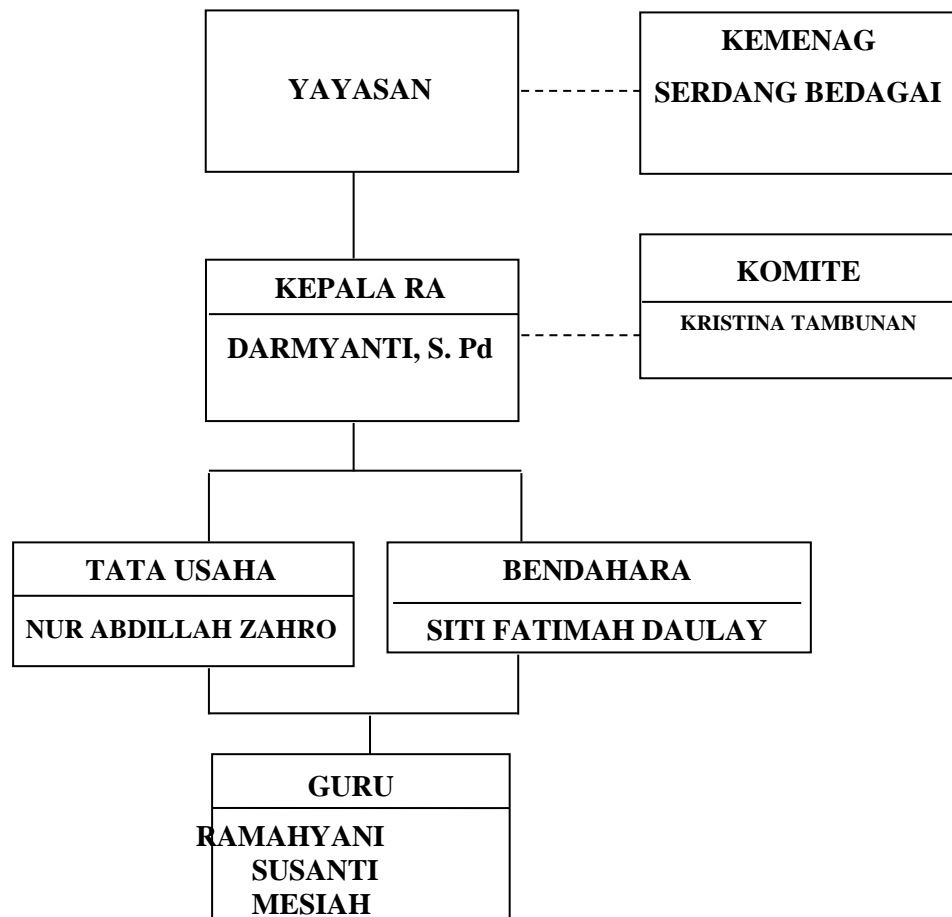 YAYASAN
KEMENAG
SERDANG BEDAGAI
KEPALA RA
DARMYANTI, S. Pd
KOMITE
KRISTINA TAMBUNAN
TATA USAHA
NUR ABDILLAH ZAHRO
BENDAHARA
SITI FATIMAH DAULAY
GURU
RAMAHYANI
SUSANTI
MESIAH